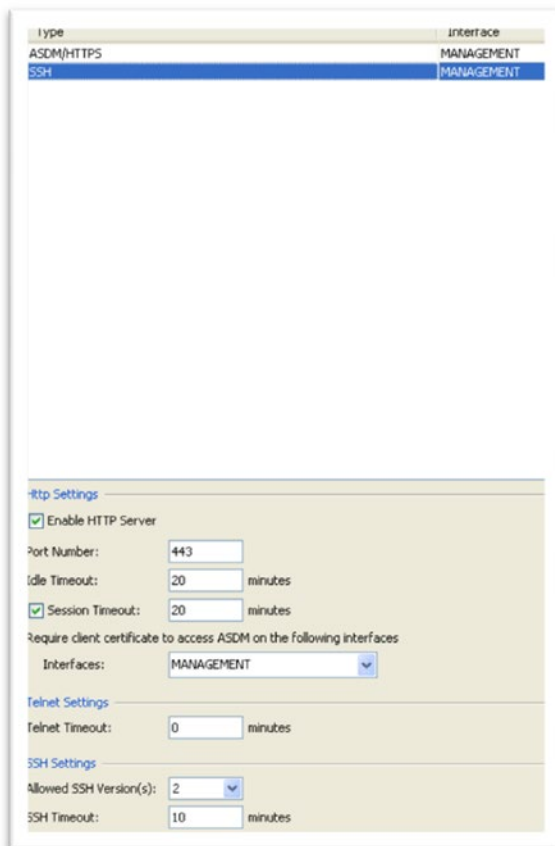 Type Interface
ASDM/HTTPS MANAGEMENT
SSH MANAGEMENT
Http Settings
Enable HTTP Server
Port Number: 443
Idle Timeout: 20 minutes
Session Timeout: 20 minutes
Require client certificate to access ASDM on the following interfaces
Interfaces: MANAGEMENT
Telnet Settings
Telnet Timeout: 0 minutes
SSH Settings
Allowed SSH Version(s): 2
SSH Timeout: 10 minutes